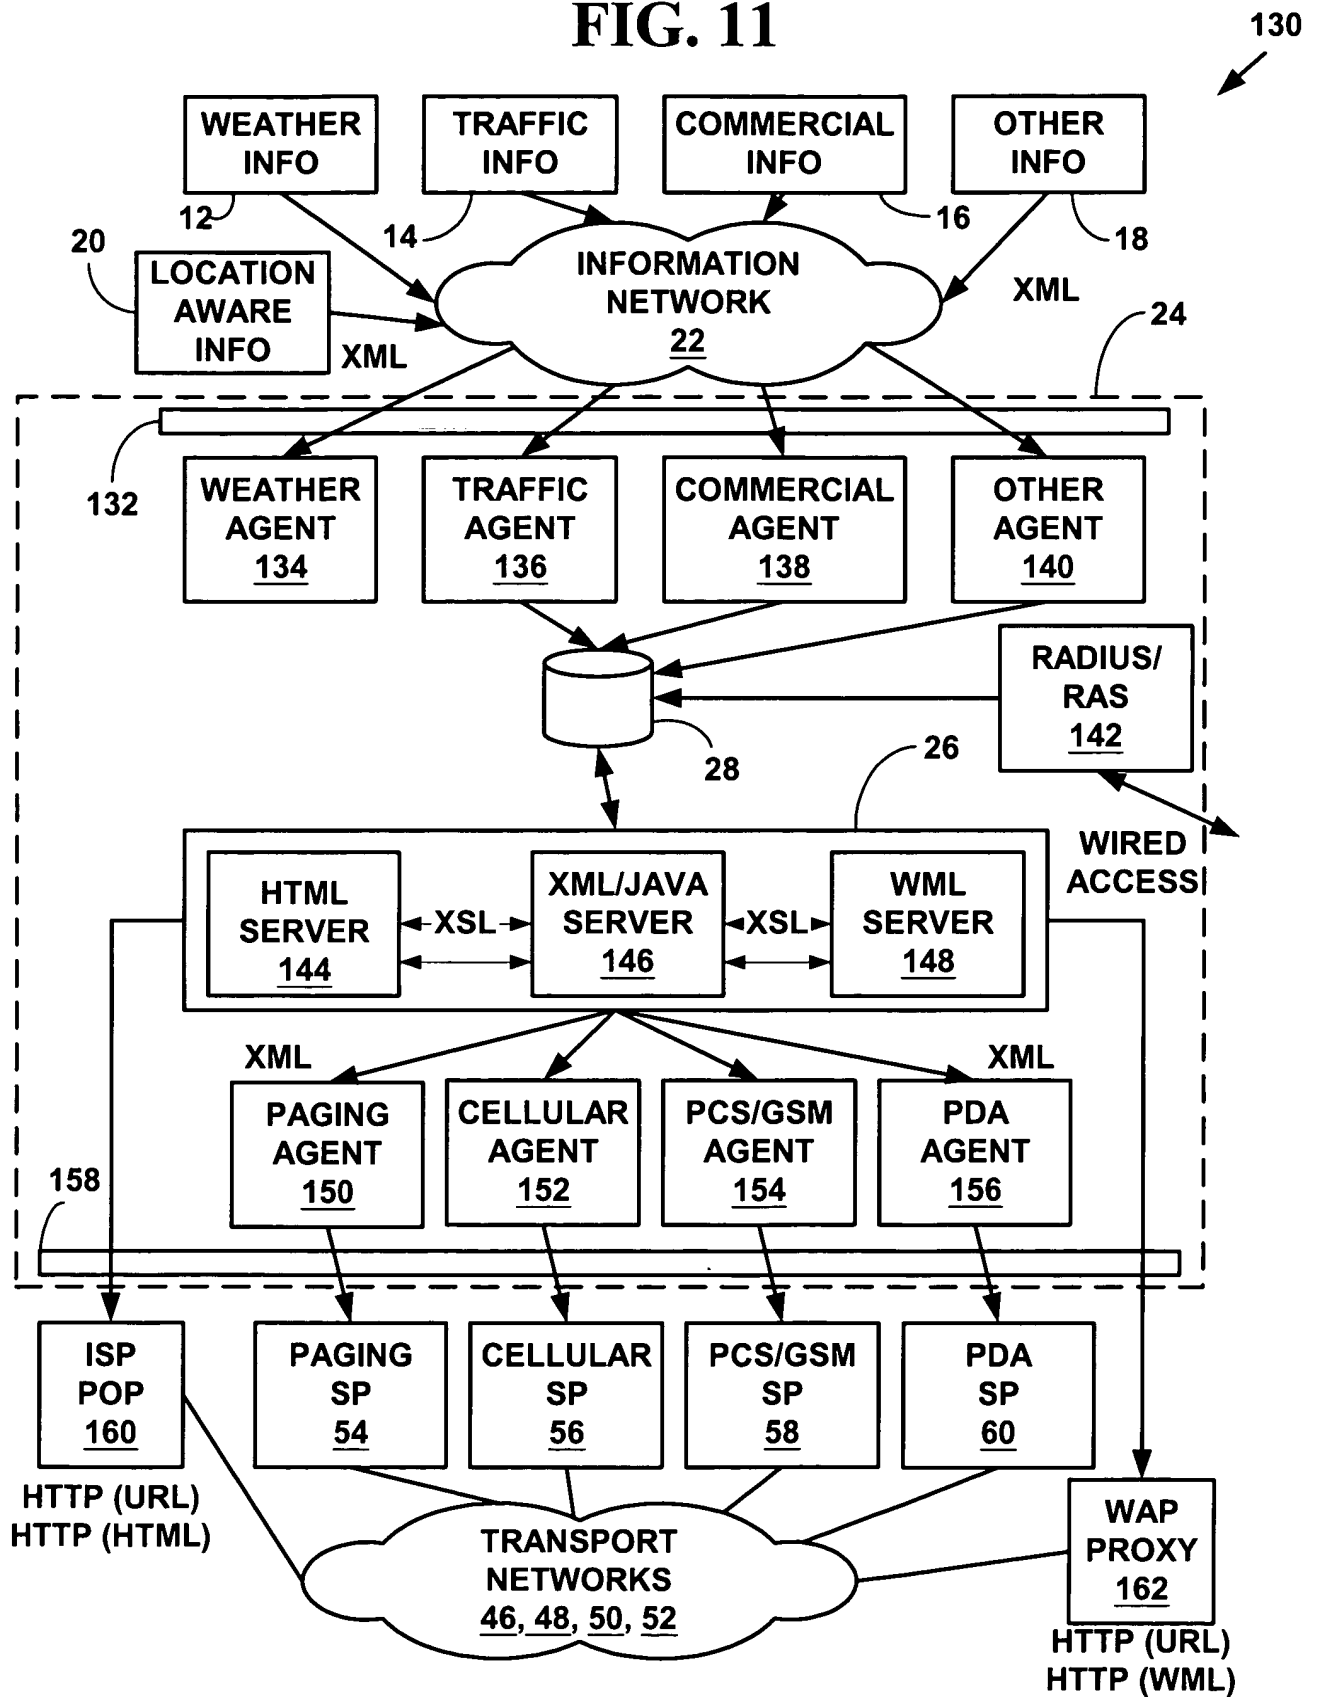 FIG. 11
130
WEATHER
INFO
TRAFFIC
INFO
COMMERCIAL
INFO
OTHER
INFO
12
14
16
18
20
LOCATION
AWARE
INFO
XML
INFORMATION
NETWORK
22
XML
24
132
WEATHER
AGENT
134
TRAFFIC
AGENT
136
COMMERCIAL
AGENT
138
OTHER
AGENT
140
28
RADIUS/
RAS
142
26
WIRED
ACCESS
HTML
SERVER
144
XSL
XML/JAVA
SERVER
146
XSL
WML
SERVER
148
XML
XML
PAGING
AGENT
150
CELLULAR
AGENT
152
PCS/GSM
AGENT
154
PDA
AGENT
156
158
ISP
POP
160
PAGING
SP
54
CELLULAR
SP
56
PCS/GSM
SP
58
PDA
SP
60
HTTP (URL)
HTTP (HTML)
TRANSPORT
NETWORKS
46, 48, 50, 52
WAP
PROXY
162
HTTP (URL)
HTTP (WML)